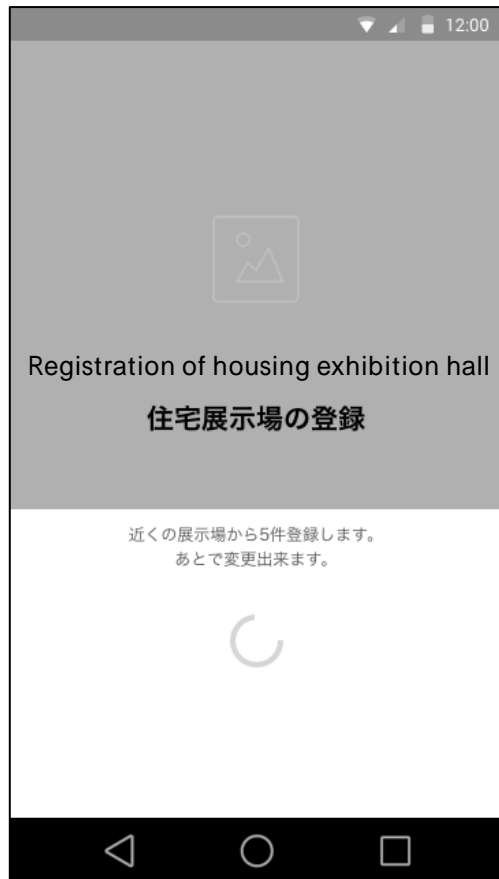 12:00
Registration of housing exhibition hall
住宅展示場の登録
近くの展示場から5件登録します。
あとで変更出来ます。